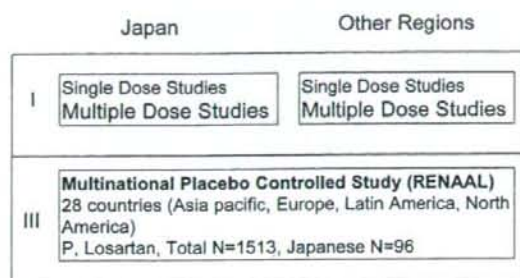 Japan Other Regions
I
Single Dose Studies
Multiple Dose Studies
Single Dose Studies
Multiple Dose Studies
III
Multinational Placebo Controlled Study (RENAAL)
28 countries (Asia pacific, Europe, Latin America, North
America)
P, Losartan, Total N=1513, Japanese N=96